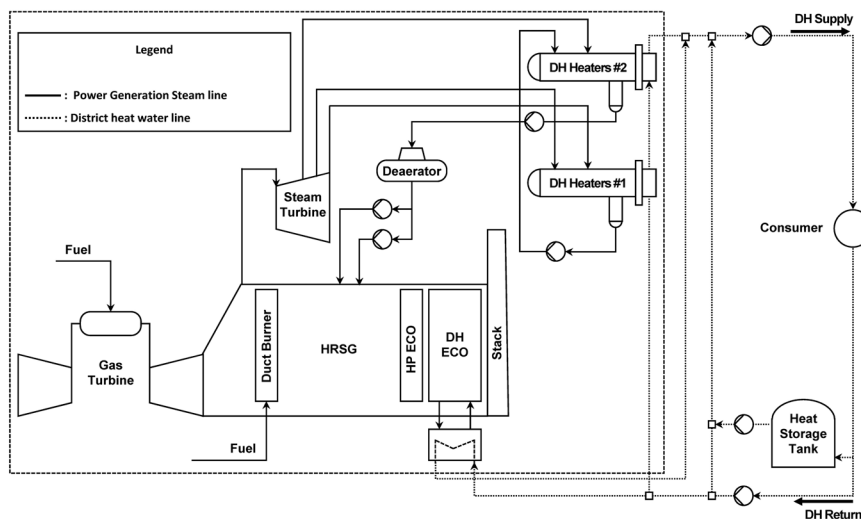 DH Supply
Legend
: Power Generation Steam line
: District heat water line
DH Heaters #2
Deaerator
DH Heaters #1
Steam
Turbine
Consumer
Fuel
Gas
Turbine
Duct Burner
HRSG
HP ECO
DH
ECO
Stack
Fuel
Heat
Storage
Tank
DH Return